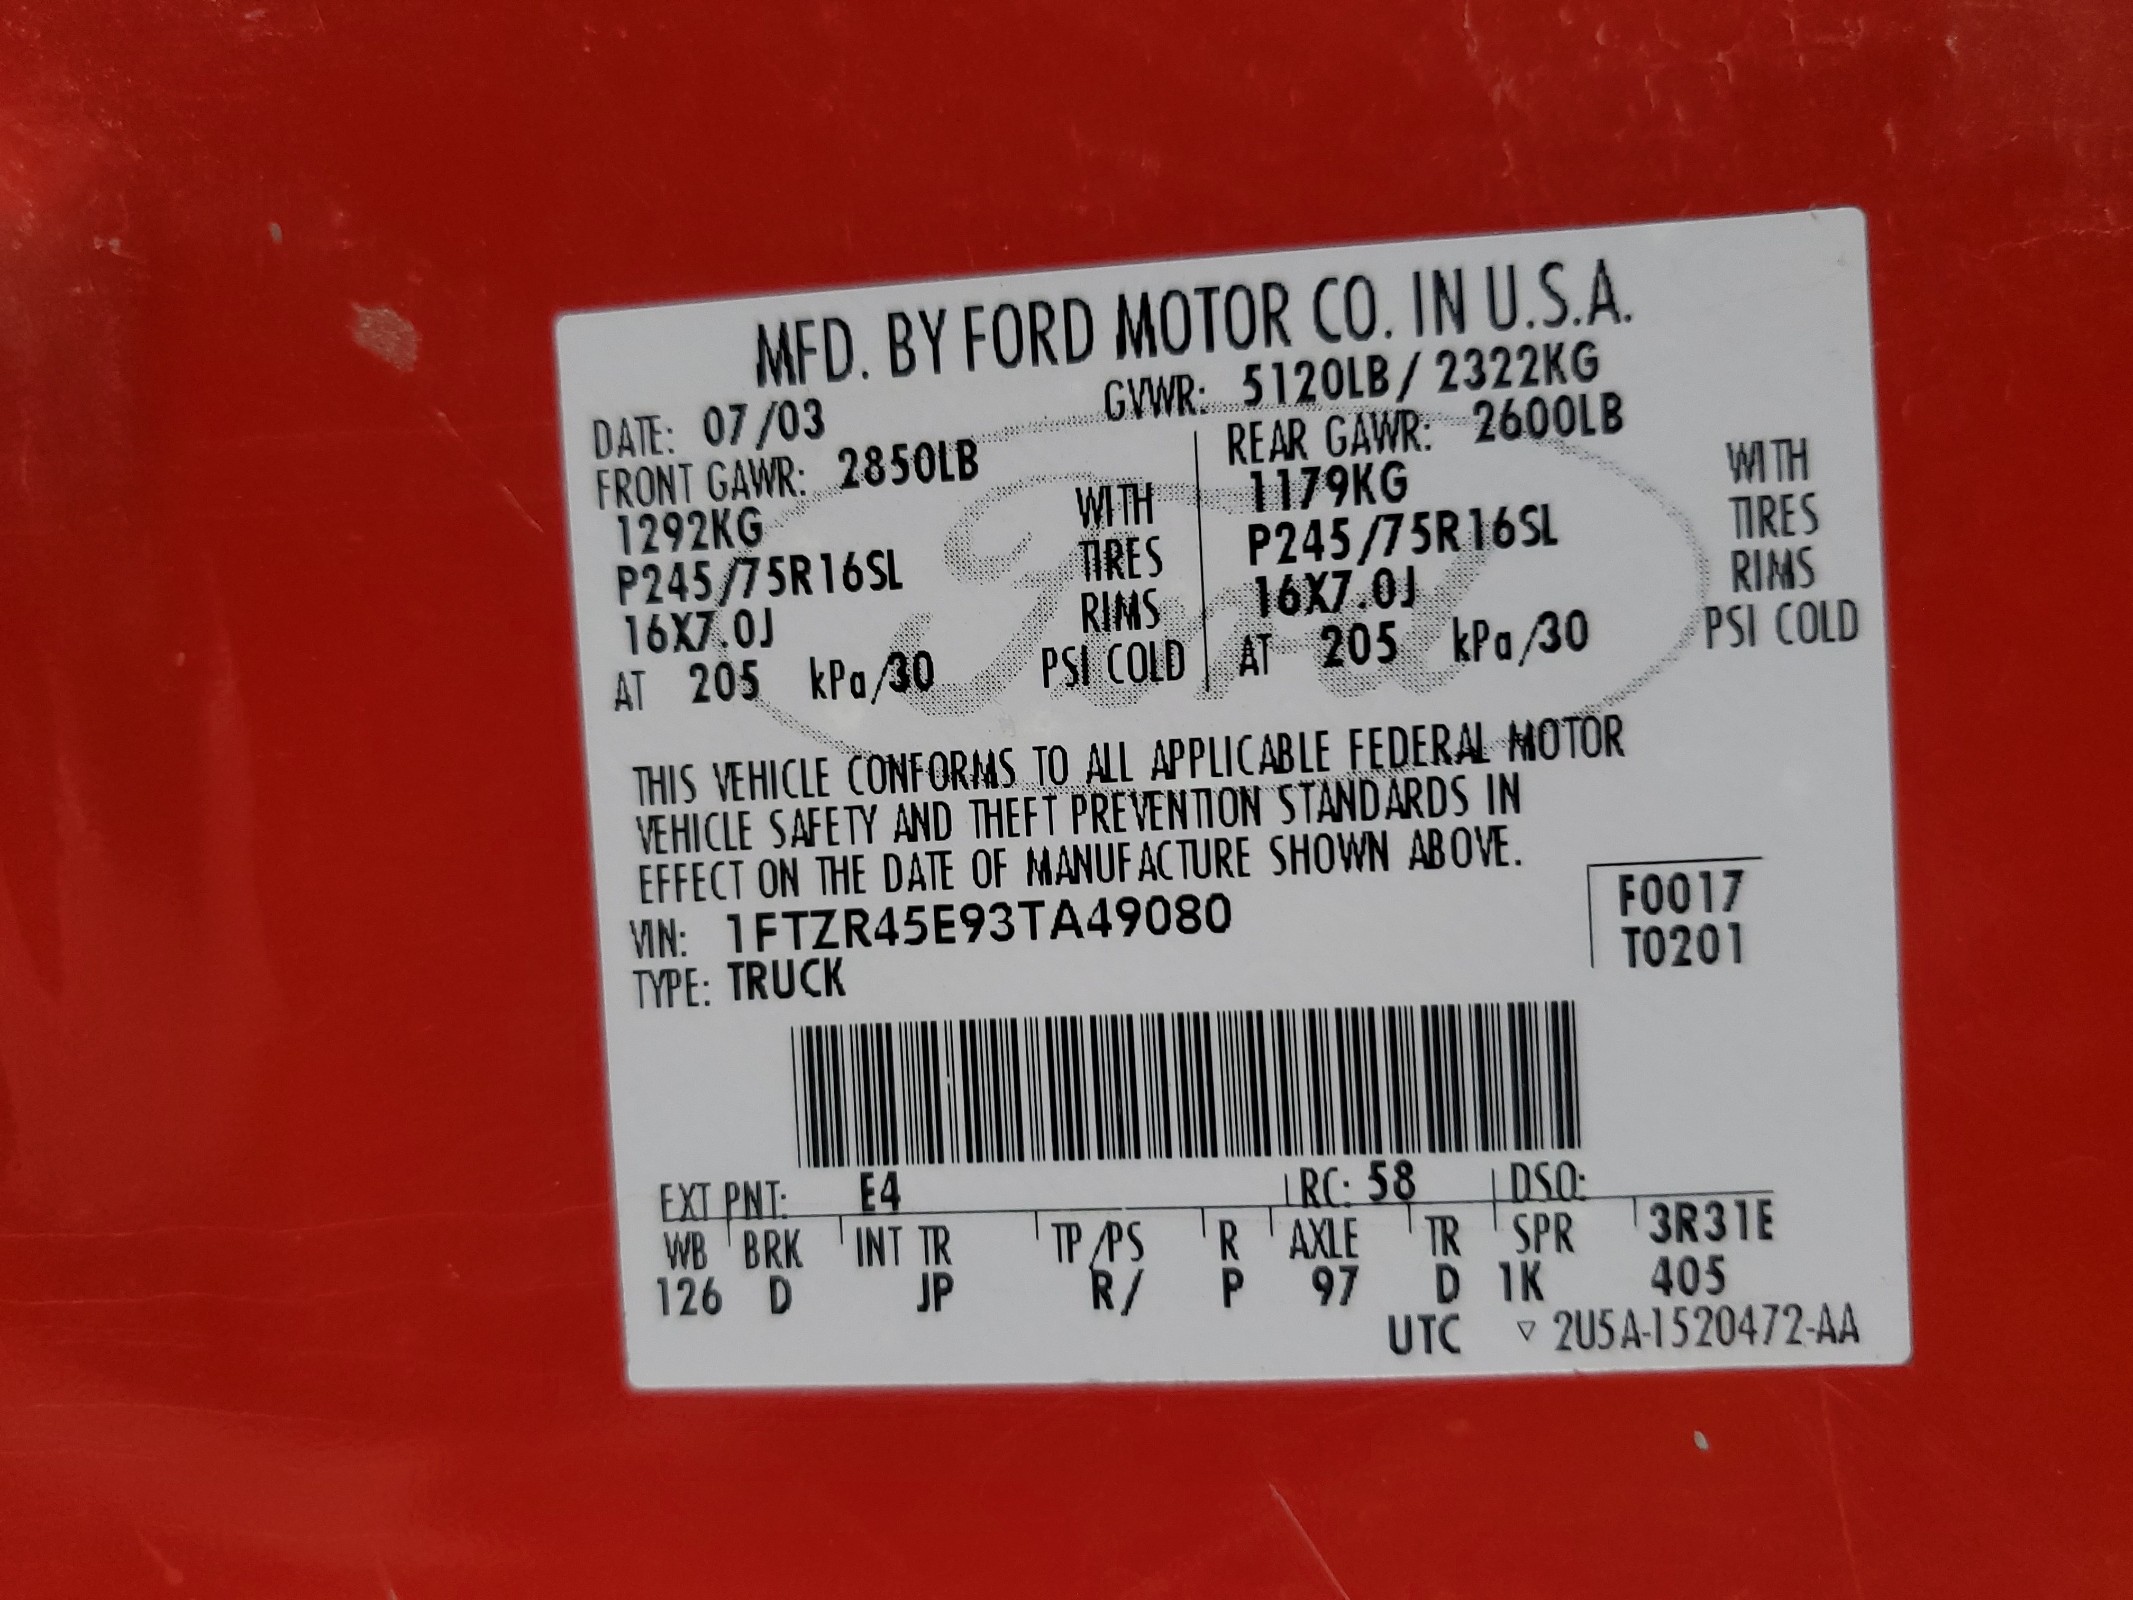 MFD. BY FORD MOTOR CO. IN U.S.A.
DATE: 07/03 GVWR: 5120LB / 2322KG
FRONT GAWR: 2850LB REAR GAWR: 2600LB
1292KG WITH 1179KG WITH
P245/75R16SL TIRES P245/75R16SL TIRES
16X7.0J RIMS 16X7.0J RIMS
AT 205 kPa/30 PSI COLD AT 205 kPa/30 PSI COLD
Ford
THIS VEHICLE CONFORMS TO ALL APPLICABLE FEDERAL MOTOR
VEHICLE SAFETY AND THEFT PREVENTION STANDARDS IN
EFFECT ON THE DATE OF MANUFACTURE SHOWN ABOVE.
VIN: 1FTZR45E93TA49080 F0017
TYPE: TRUCK T0201
EXT PNT: E4 RC: 58 DSO:
WB BRK INT TR TP/PS R AXLE TR SPR 3R31E
126 D JP R/ P 97 D 1K 405
UTC ▽ 2U5A-1520472-AA